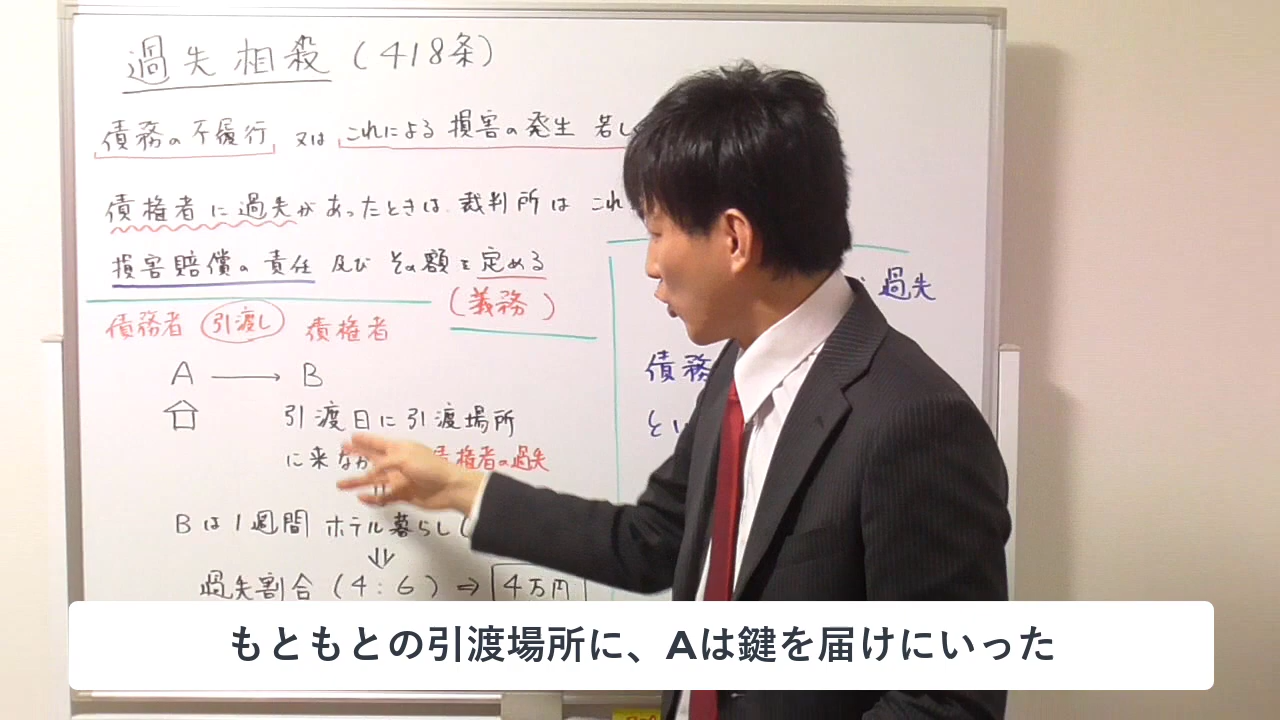 過失相殺(418条)
債務の不履行 又は これによる 損害の発生 若し
債権者に過失があったときは、裁判所は これ
損害賠償の責任 及び その額を定める
(義務)
債務者 引渡し 債権者
A → B
引渡日に引渡場所
に来なか 債権者の過失
⇓
Bは1週間 ホテル暮らし
⇓
過失割合(4:6) ⇒ 4万円
過失
債務
とい
もともとの引渡場所に、Aは鍵を届けにいった